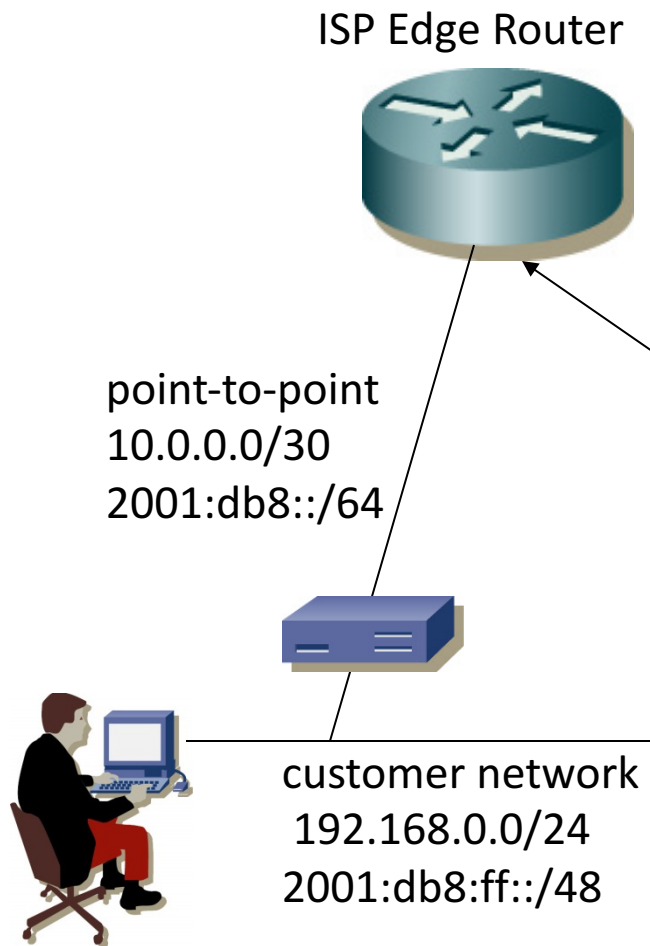 ISP Edge Router
point-to-point
10.0.0.0/30
2001:db8::/64
customer network
192.168.0.0/24
2001:db8:ff::/48